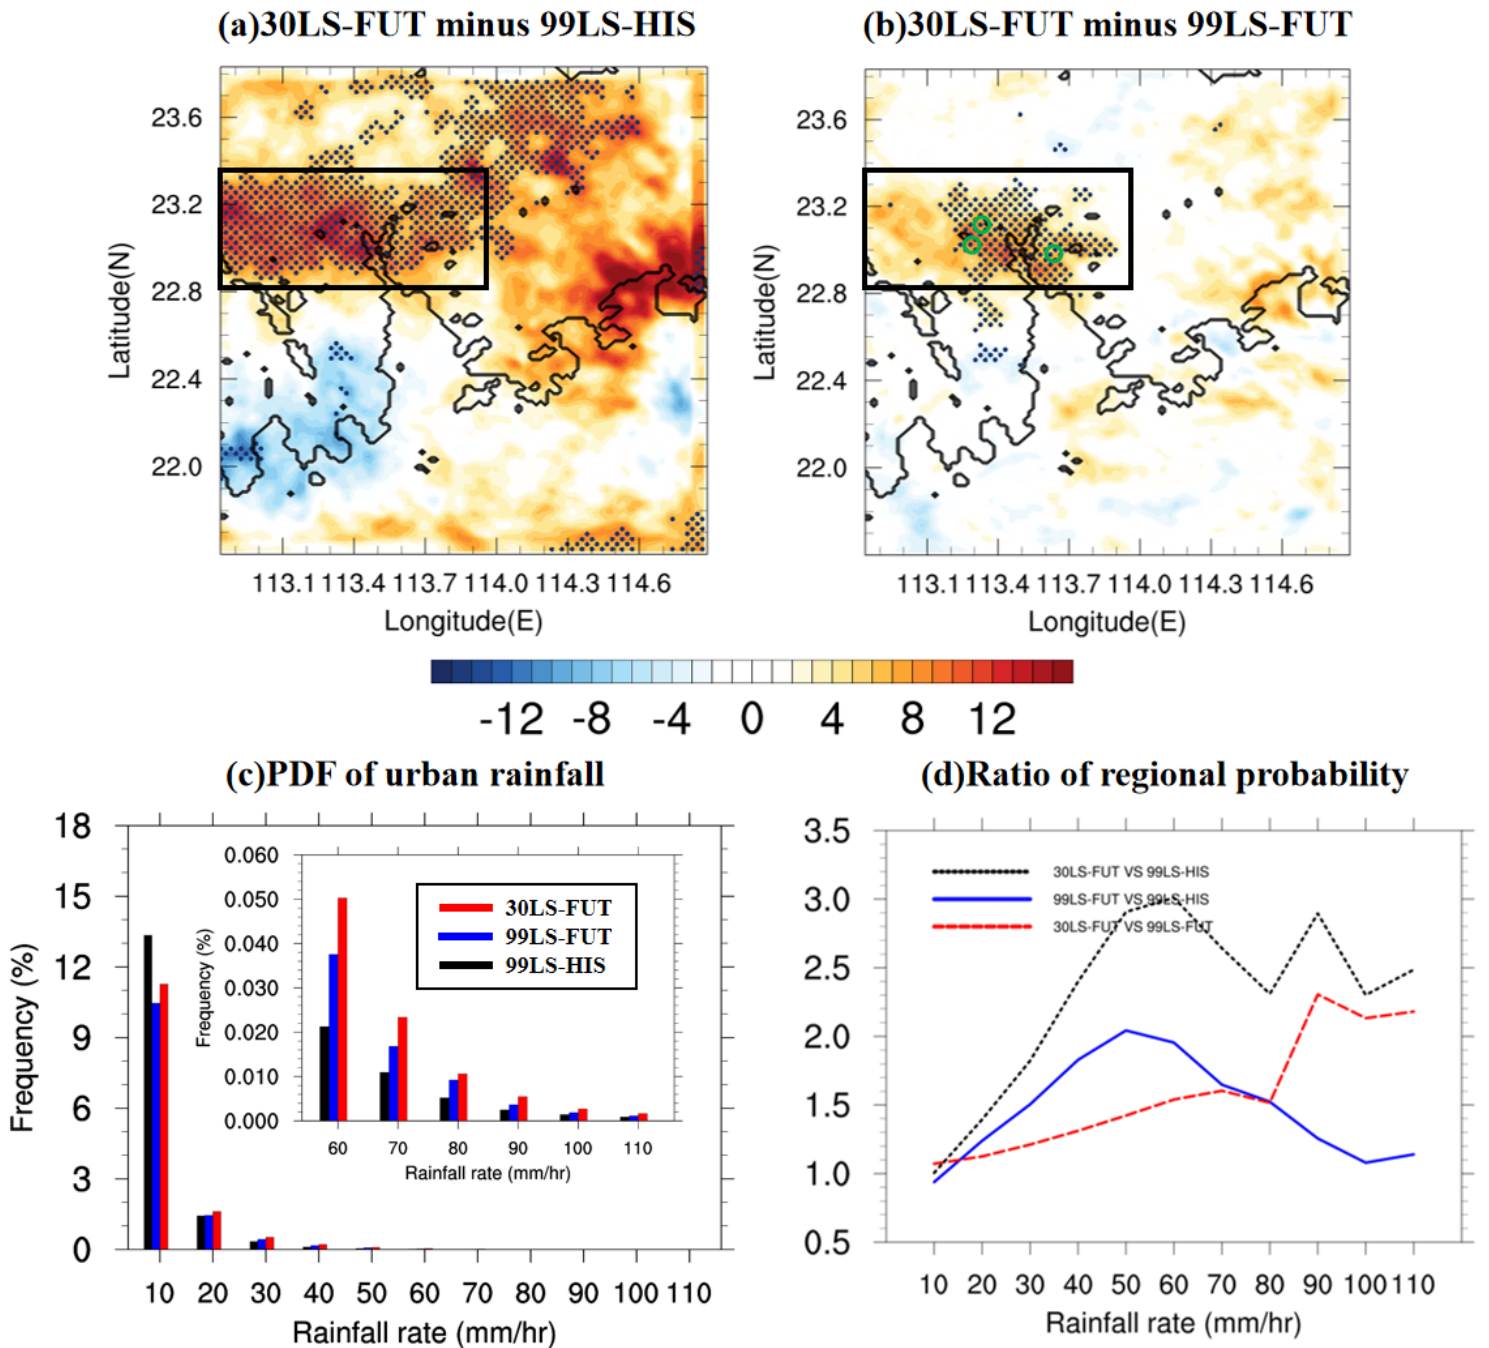 (a)30LS-FUT minus 99LS-HIS
(b)30LS-FUT minus 99LS-FUT
23.6
23.2
22.8
22.4
22.0
Latitude(N)
113.1 113.4 113.7 114.0 114.3 114.6
Longitude(E)
23.6
23.2
22.8
22.4
22.0
Latitude(N)
113.1 113.4 113.7 114.0 114.3 114.6
Longitude(E)
-12 -8 -4 0 4 8 12
(c)PDF of urban rainfall
(d)Ratio of regional probability
18
15
12
9
6
3
0
Frequency (%)
10 20 30 40 50 60 70 80 90 100 110
Rainfall rate (mm/hr)
0.060
0.050
0.040
0.030
0.020
0.010
0.000
Frequency (%)
60 70 80 90 100 110
Rainfall rate (mm/hr)
30LS-FUT
99LS-FUT
99LS-HIS
3.5
3.0
2.5
2.0
1.5
1.0
0.5
30LS-FUT VS 99LS-HIS
99LS-FUT VS 99LS-HIS
30LS-FUT VS 99LS-FUT
10 20 30 40 50 60 70 80 90 100 110
Rainfall rate (mm/hr)